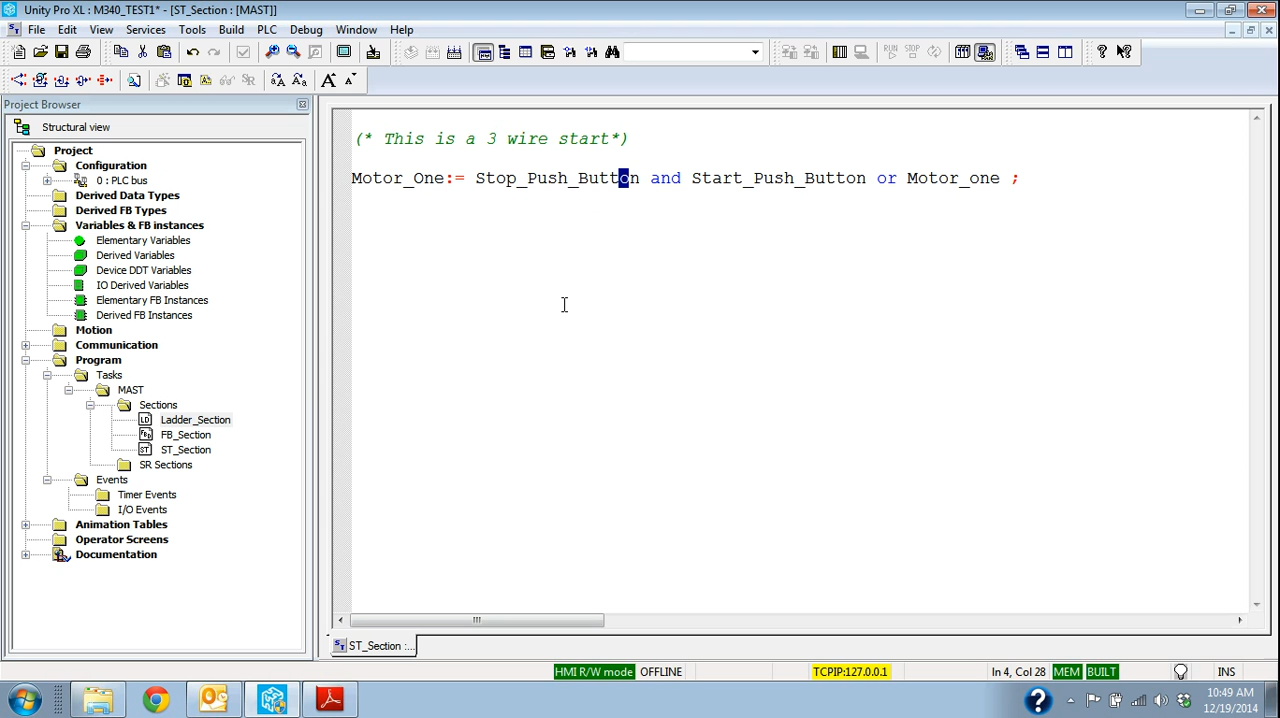 Unity Pro XL : M340_TEST1* - [ST_Section : [MAST]]
File Edit View Services Tools Build PLC Debug Window Help
Project Browser
Structural view
Project
Configuration
0 : PLC bus
Derived Data Types
Derived FB Types
Variables & FB instances
Elementary Variables
Derived Variables
Device DDT Variables
IO Derived Variables
Elementary FB Instances
Derived FB Instances
Motion
Communication
Program
Tasks
MAST
Sections
Ladder_Section
FB_Section
ST_Section
SR Sections
Events
Timer Events
I/O Events
Animation Tables
Operator Screens
Documentation
(* This is a 3 wire start*)
Motor_One:= Stop_Push_Button and Start_Push_Button or Motor_one ;
ST_Section :...
HMI R/W mode OFFLINE TCPIP:127.0.0.1 ln 4, Col 28 MEM BUILT INS
10:49 AM
12/19/2014